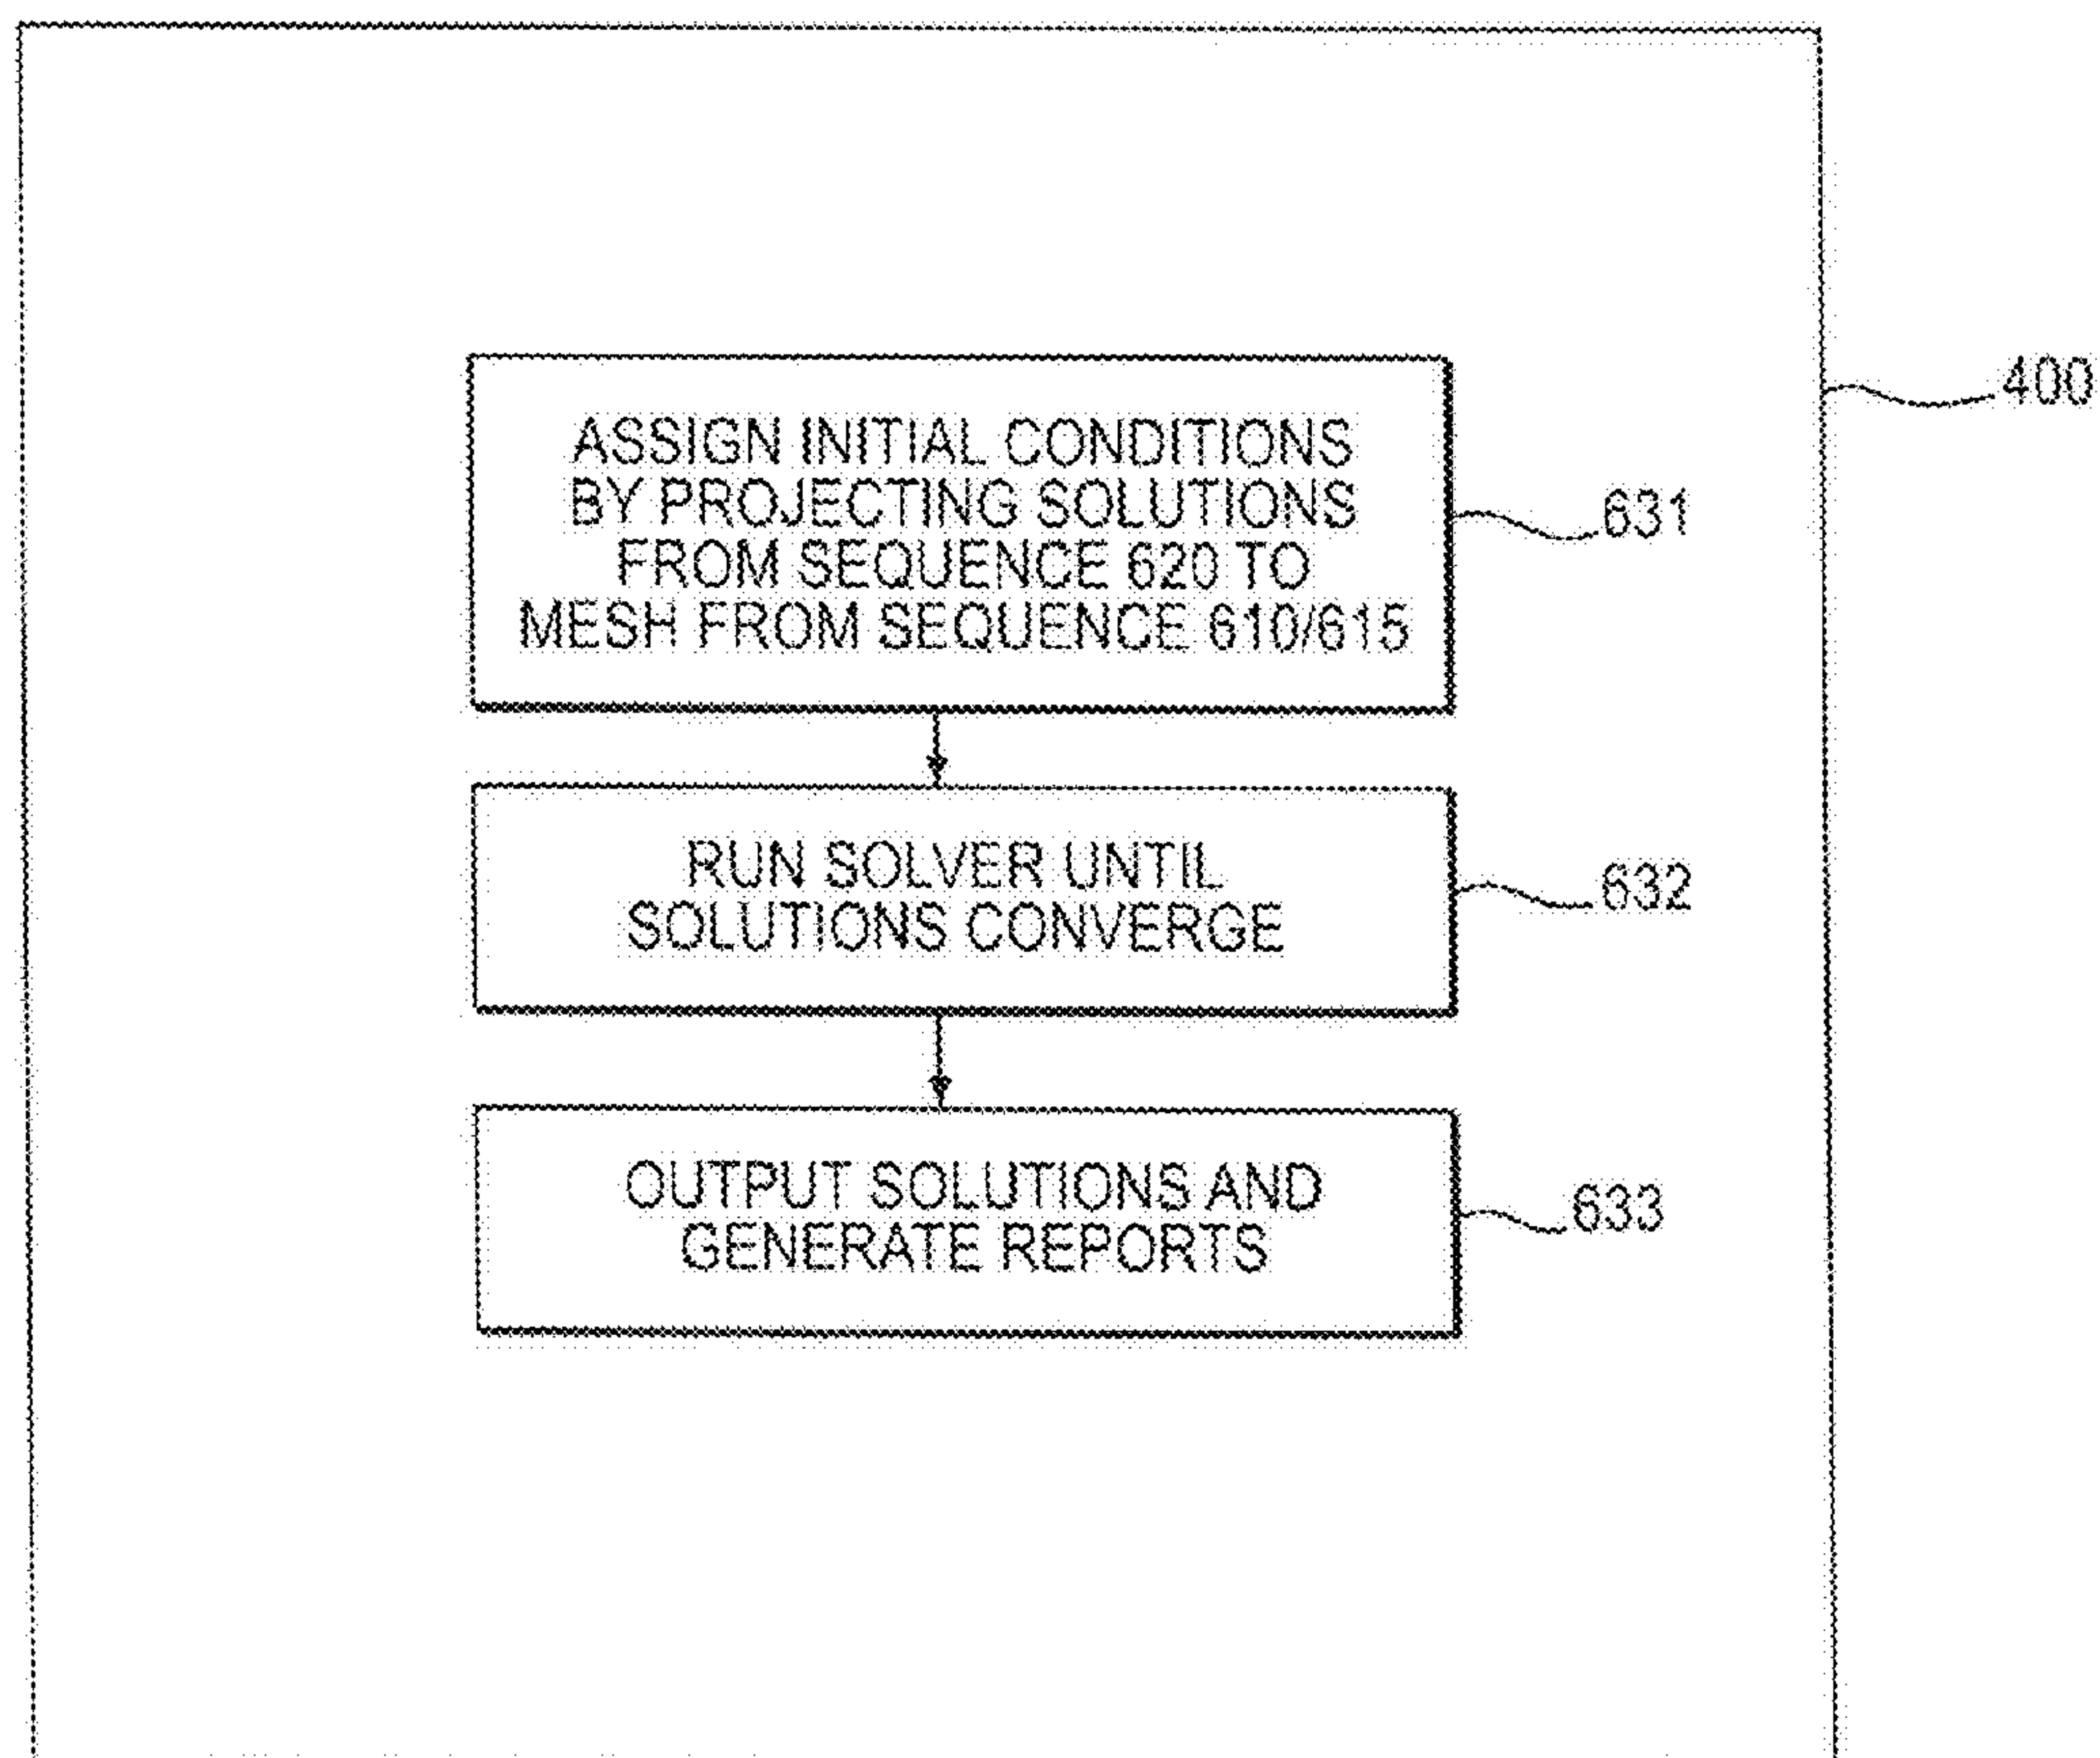 400
ASSIGN INITIAL CONDITIONS
BY PROJECTING SOLUTIONS
FROM SEQUENCE 620 TO
MESH FROM SEQUENCE 610/615
631
RUN SOLVER UNTIL
SOLUTIONS CONVERGE
632
OUTPUT SOLUTIONS AND
GENERATE REPORTS
633